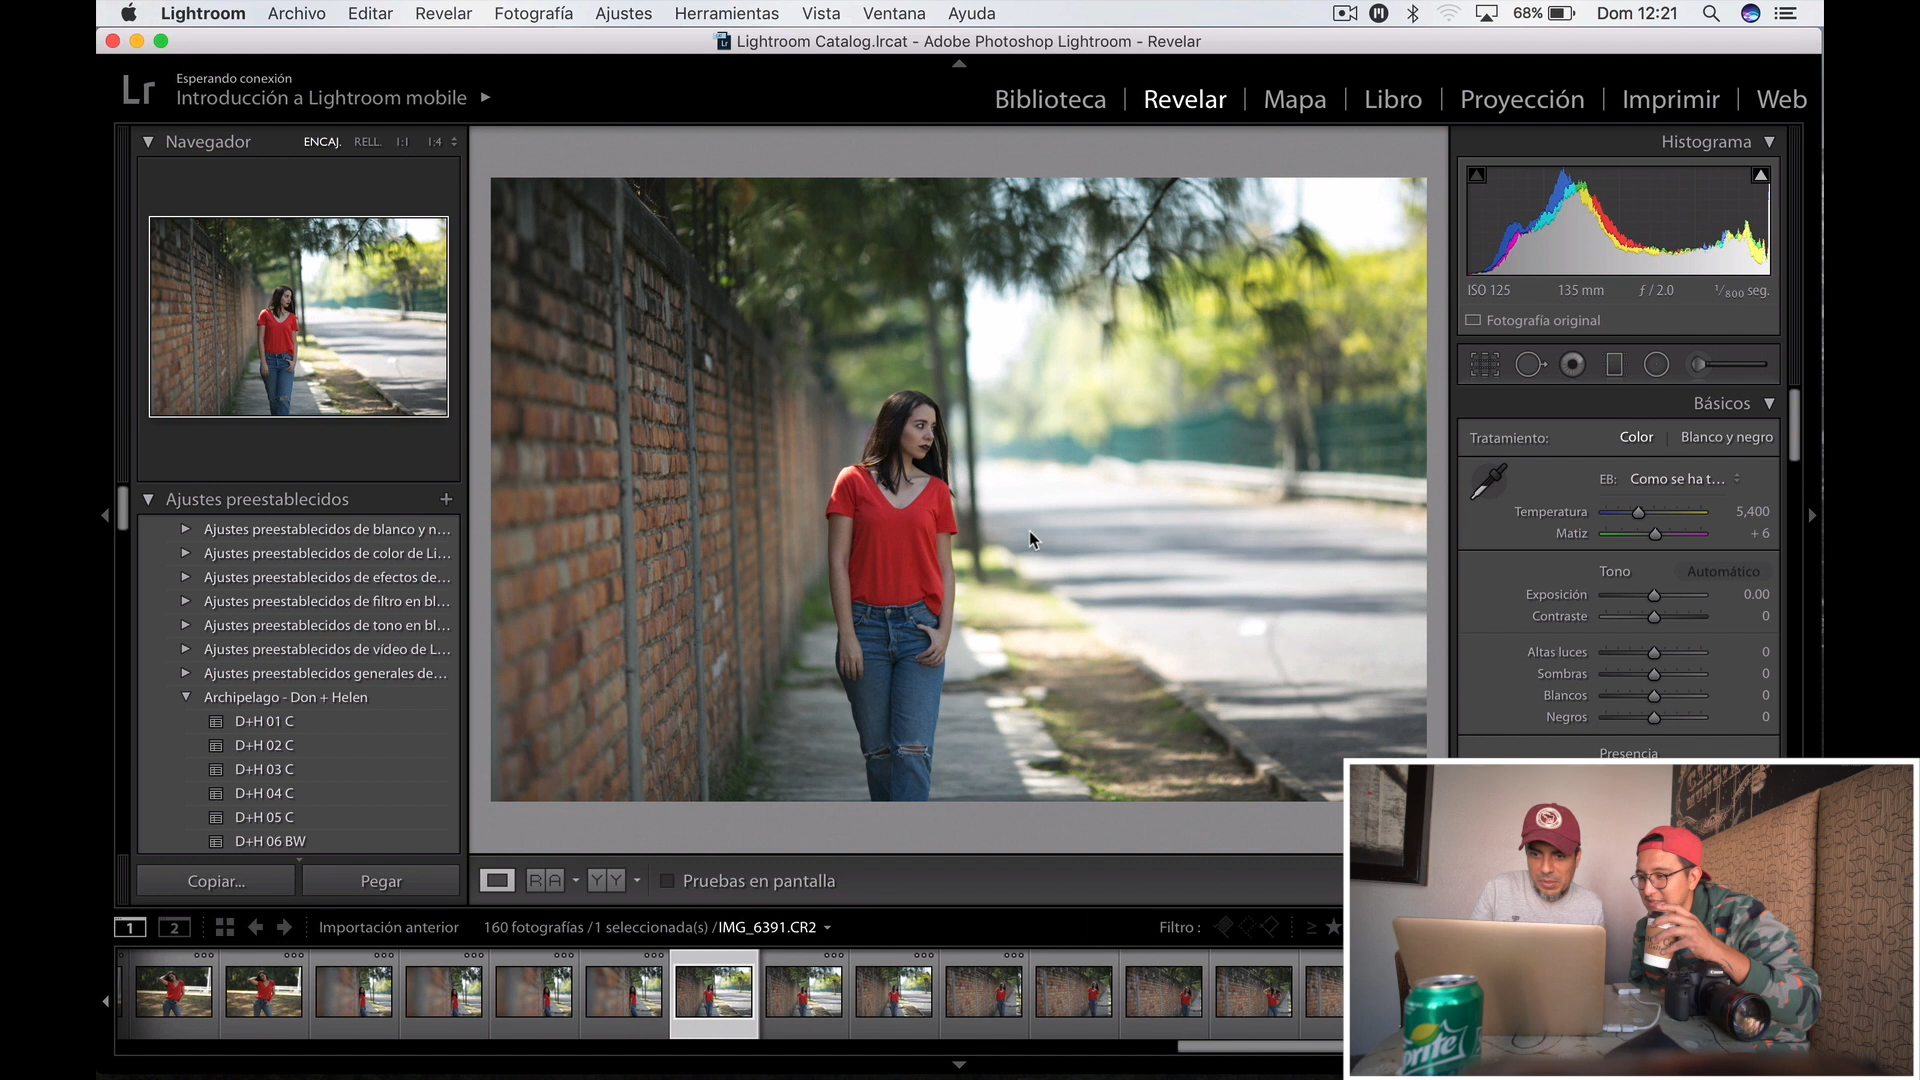 Lightroom Archivo Editar Revelar Fotografía Ajustes Herramientas Vista Ventana Ayuda 68% Dom 12:21
Lightroom Catalog.lrcat - Adobe Photoshop Lightroom - Revelar
Lr
Esperando conexión
Introducción a Lightroom mobile
Biblioteca | Revelar | Mapa | Libro | Proyección | Imprimir | Web
Navegador ENCAJ. RELL. 1:1 1:4
Histograma
ISO 125 135 mm ƒ / 2.0 1/800 seg.
Fotografía original
Básicos
Tratamiento: Color | Blanco y negro
EB: Como se ha t...
Temperatura 5,400
Matiz + 6
Tono Automático
Exposición 0.00
Contraste 0
Altas luces 0
Sombras 0
Blancos 0
Negros 0
Presencia
Ajustes preestablecidos +
Ajustes preestablecidos de blanco y n...
Ajustes preestablecidos de color de Li...
Ajustes preestablecidos de efectos de...
Ajustes preestablecidos de filtro en bl...
Ajustes preestablecidos de tono en bl...
Ajustes preestablecidos de vídeo de L...
Ajustes preestablecidos generales de...
Archipelago - Don + Helen
D+H 01 C
D+H 02 C
D+H 03 C
D+H 04 C
D+H 05 C
D+H 06 BW
Copiar... Pegar
R A Y Y Pruebas en pantalla
1 2 Importación anterior 160 fotografías /1 seleccionada(s) /IMG_6391.CR2 Filtro : ≥
Canon
Sprite